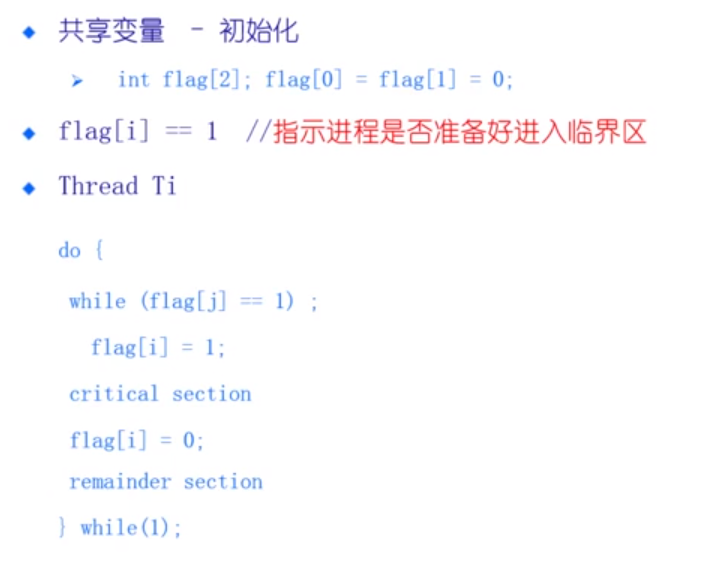 共享变量 - 初始化
int flag[2]; flag[0] = flag[1] = 0;
flag[i] == 1 //指示进程是否准备好进入临界区
Thread Ti
do {
while (flag[j] == 1) ;
flag[i] = 1;
critical section
flag[i] = 0;
remainder section
} while(1);